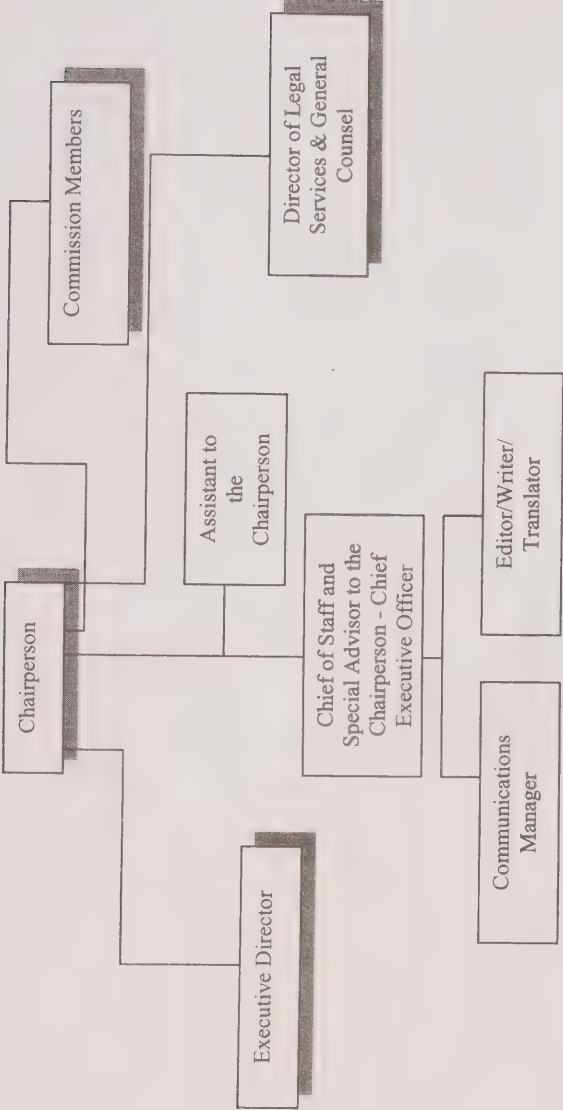 Chairperson
Commission Members
Assistant to
the
Chairperson
Executive Director
Chief of Staff and
Special Advisor to the
Chairperson - Chief
Executive Officer
Director of Legal
Services & General
Counsel
Communications
Manager
Editor/Writer/
Translator